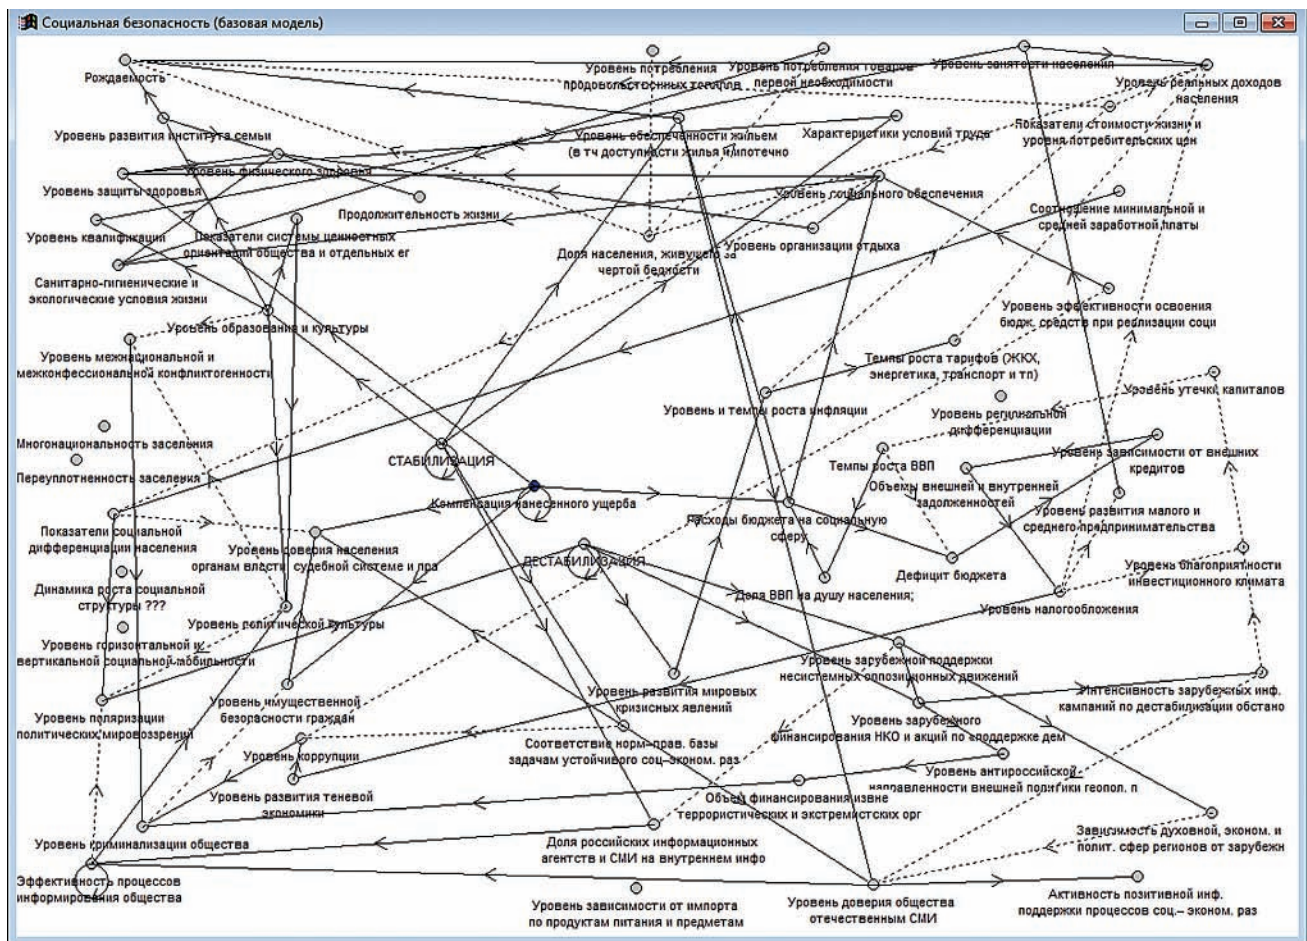 Социальная безопасность (базовая модель)
Рождаемость
Уровень потребления
продовольственных товаров
Уровень потребления товаров
первой необходимости
Уровень занятости населения
Уровень реальных доходов
населения
Уровень развития института семьи
Уровень обеспеченности жильем
(в тч доступности жилья и ипотечно
Характеристики условий труда
Показатели стоимости жизни и
уровня потребительских цен
Уровень физического здоровья
Уровень защиты здоровья
Продолжительность жизни
Уровень социального обеспечения
Соотношение минимальной и
средней заработной платы
Уровень квалификации
Показатели системы ценностных
ориентаций общества и отдельных ег
Доля населения, живущего за
чертой бедности
Уровень организации отдыха
Санитарно-гигиенические и
экологические условия жизни
Уровень образования и культуры
Уровень эффективности освоения
бюдж. средств при реализации соци
Уровень межнациональной и
межконфессиональной конфликтогенности
Темпы роста тарифов (ЖКХ,
энергетика, транспорт и тп)
Уровень утечки капиталов
Уровень и темпы роста инфляции
Уровень региональной
дифференциации
Многонациональность заселения
СТАБИЛИЗАЦИЯ
Темпы роста ВВП
Уровень зависимости от внешних
кредитов
Переуплотненность заселения
Компенсация нанесенного ущерба
Объемы внешней и внутренней
задолженностей
Расходы бюджета на социальную
сферу
Уровень развития малого и
среднего предпринимательства
Показатели социальной
дифференциации населения
Уровень доверия населения
органам власти, судебной системе и пра
ДЕСТАБИЛИЗАЦИЯ
Дефицит бюджета
Уровень благоприятности
инвестиционного климата
Динамика роста социальной
структуры ???
Доля ВВП на душу населения;
Уровень налогообложения
Уровень политической культуры
Уровень горизонтальной и
вертикальной социальной мобильности
Уровень зарубежной поддержки
несистемных оппозиционных движений
Уровень имущественной
безопасности граждан
Уровень развития мировых
кризисных явлений
Интенсивность зарубежных инф.
кампаний по дестабилизации обстано
Уровень поляризации
политических мировоззрений
Уровень зарубежного
финансирования НКО и акций по «поддержке дем
Уровень коррупции
Соответствие норм-прав. базы
задачам устойчивого соц-эконом. раз
Уровень антироссийской
направленности внешней политики геопол. п
Уровень развития теневой
экономики
Объем финансирования извне
террористических и экстремистских орг
Уровень криминализации общества
Доля российских информационных
агентств и СМИ на внутреннем инфо
Зависимость духовной, эконом. и
полит. сфер регионов от зарубежн
Эффективность процессов
информирования общества
Уровень зависимости от импорта
по продуктам питания и предметам
Уровень доверия общества
отечественным СМИ
Активность позитивной инф.
поддержки процессов соц.- эконом. раз